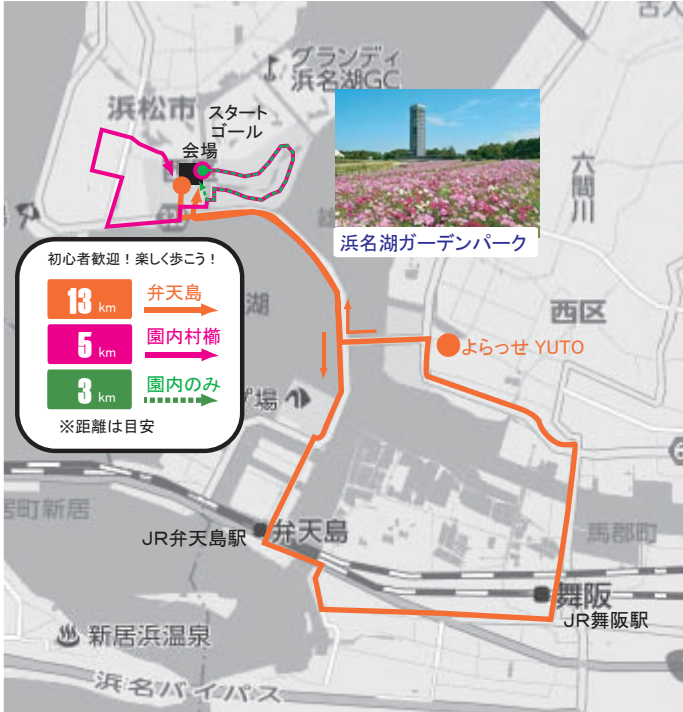 古人
グランディ
浜名湖GC
浜松市
スタート
ゴール
会場
六間川
浜名湖ガーデンパーク
初心者歓迎！楽しく歩こう！
13 km 弁天島
5 km 園内村櫛
3 km 園内のみ
※距離は目安
湖
場
西区
よらっせ YUTO
居町新居
JR弁天島駅
弁天島
馬郡町
舞阪
JR舞阪駅
新居浜温泉
浜名バイパス